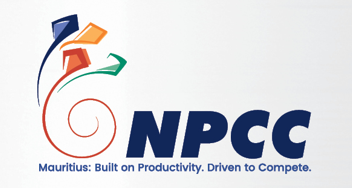 NPCC
Mauritius: Built on Productivity. Driven to Compete.